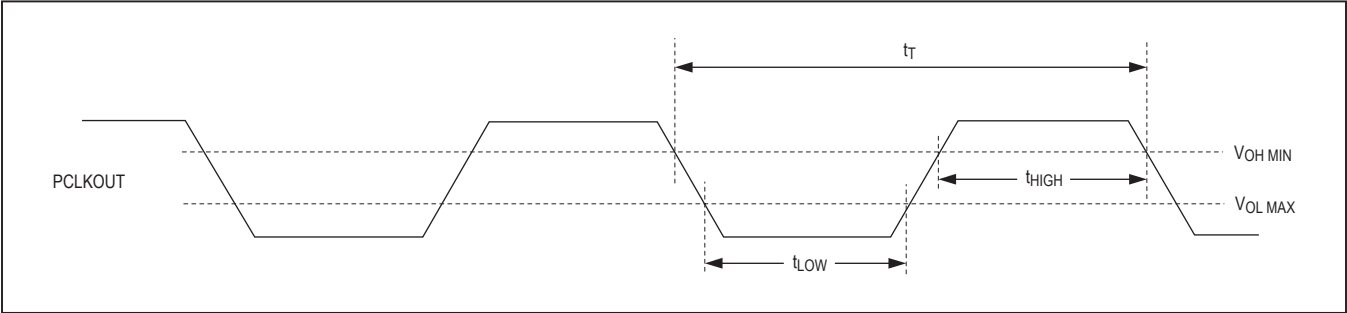 tT
VOH MIN
tHIGH
PCLKOUT
VOL MAX
tLOW